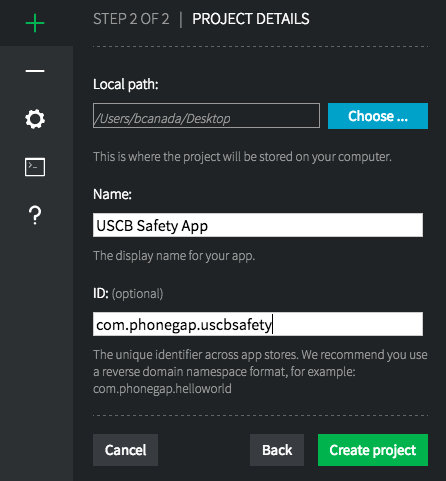 STEP 2 OF 2 | PROJECT DETAILS
Local path:
/Users/bcanada/Desktop
Choose ...
This is where the project will be stored on your computer.
Name:
USCB Safety App
The display name for your app.
ID: (optional)
com.phonegap.uscbsafety
The unique identifier across app stores. We recommend you use
a reverse domain namespace format, for example:
com.phonegap.helloworld
Cancel
Back
Create project